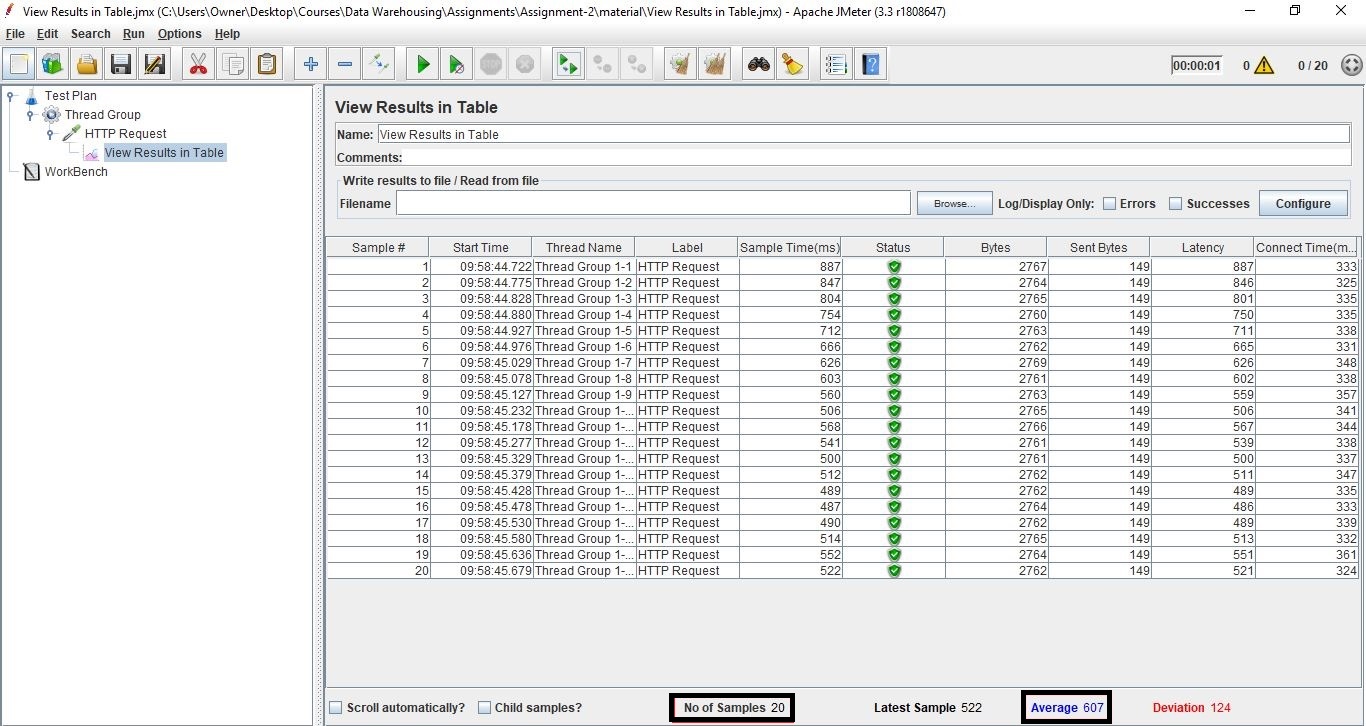 View Results in Table.jmx (C:\Users\Owner\Desktop\Courses\Data Warehousing\Assignments\Assignment-2\material\View Results in Table.jmx) - Apache JMeter (3.3 r1808647)
File Edit Search Run Options Help
00:00:01 0 0 / 20
Test Plan
Thread Group
HTTP Request
View Results in Table
WorkBench
View Results in Table
Name: View Results in Table
Comments:
Write results to file / Read from file
Filename Browse... Log/Display Only: Errors Successes Configure
Sample # Start Time Thread Name Label Sample Time(ms) Status Bytes Sent Bytes Latency Connect Time(m...
1 09:58:44.722 Thread Group 1-1 HTTP Request 887 2767 149 887 333
2 09:58:44.775 Thread Group 1-2 HTTP Request 847 2764 149 846 325
3 09:58:44.828 Thread Group 1-3 HTTP Request 804 2765 149 801 335
4 09:58:44.880 Thread Group 1-4 HTTP Request 754 2760 149 750 335
5 09:58:44.927 Thread Group 1-5 HTTP Request 712 2763 149 711 338
6 09:58:44.976 Thread Group 1-6 HTTP Request 666 2762 149 665 331
7 09:58:45.029 Thread Group 1-7 HTTP Request 626 2769 149 626 348
8 09:58:45.078 Thread Group 1-8 HTTP Request 603 2761 149 602 338
9 09:58:45.127 Thread Group 1-9 HTTP Request 560 2763 149 559 357
10 09:58:45.232 Thread Group 1-... HTTP Request 506 2765 149 506 341
11 09:58:45.178 Thread Group 1-... HTTP Request 568 2766 149 567 344
12 09:58:45.277 Thread Group 1-... HTTP Request 541 2761 149 539 338
13 09:58:45.329 Thread Group 1-... HTTP Request 500 2761 149 500 337
14 09:58:45.379 Thread Group 1-... HTTP Request 512 2762 149 511 347
15 09:58:45.428 Thread Group 1-... HTTP Request 489 2762 149 489 335
16 09:58:45.478 Thread Group 1-... HTTP Request 487 2764 149 486 333
17 09:58:45.530 Thread Group 1-... HTTP Request 490 2762 149 489 339
18 09:58:45.580 Thread Group 1-... HTTP Request 514 2765 149 513 332
19 09:58:45.636 Thread Group 1-... HTTP Request 552 2764 149 551 361
20 09:58:45.679 Thread Group 1-... HTTP Request 522 2762 149 521 324
Scroll automatically? Child samples? No of Samples 20 Latest Sample 522 Average 607 Deviation 124